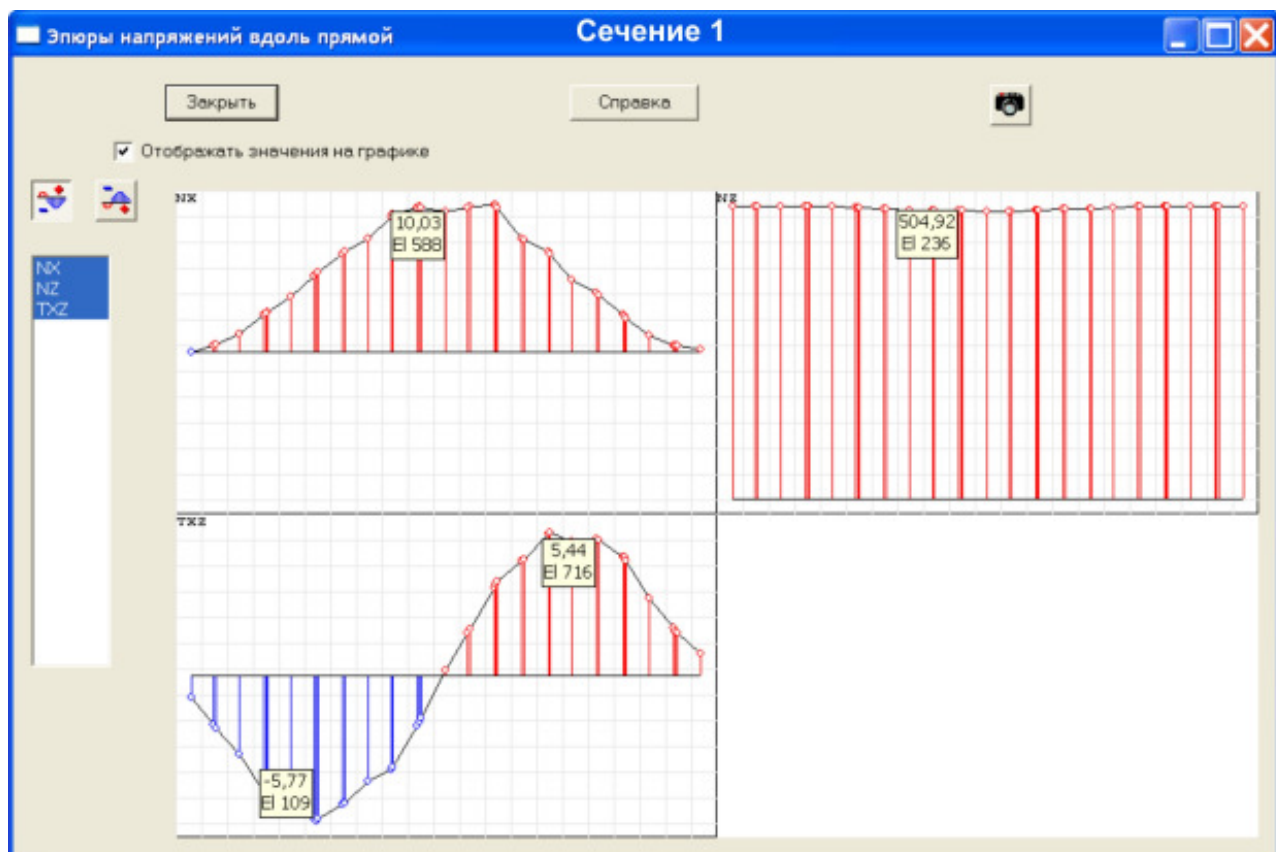 Эпюры напряжений вдоль прямой
Сечение 1
Закрыть
Справка
Отображать значения на графике
NX
NZ
TXZ
NX
10,03
El 588
NZ
504,92
El 236
TXZ
5,44
El 716
-5,77
El 109